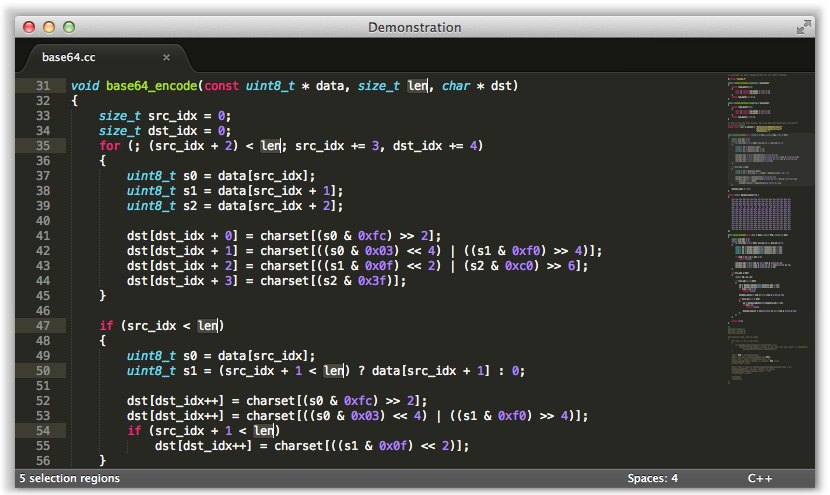 Demonstration
base64.cc ×
31 void base64_encode(const uint8_t * data, size_t len, char * dst)
32 {
33     size_t src_idx = 0;
34     size_t dst_idx = 0;
35     for (; (src_idx + 2) < len; src_idx += 3, dst_idx += 4)
36     {
37         uint8_t s0 = data[src_idx];
38         uint8_t s1 = data[src_idx + 1];
39         uint8_t s2 = data[src_idx + 2];
40
41         dst[dst_idx + 0] = charset[(s0 & 0xfc) >> 2];
42         dst[dst_idx + 1] = charset[((s0 & 0x03) << 4) | ((s1 & 0xf0) >> 4)];
43         dst[dst_idx + 2] = charset[((s1 & 0x0f) << 2) | (s2 & 0xc0) >> 6];
44         dst[dst_idx + 3] = charset[(s2 & 0x3f)];
45     }
46
47     if (src_idx < len)
48     {
49         uint8_t s0 = data[src_idx];
50         uint8_t s1 = (src_idx + 1 < len) ? data[src_idx + 1] : 0;
51
52         dst[dst_idx++] = charset[(s0 & 0xfc) >> 2];
53         dst[dst_idx++] = charset[((s0 & 0x03) << 4) | ((s1 & 0xf0) >> 4)];
54         if (src_idx + 1 < len)
55             dst[dst_idx++] = charset[((s1 & 0x0f) << 2)];
56     }
5 selection regions Spaces: 4 C++